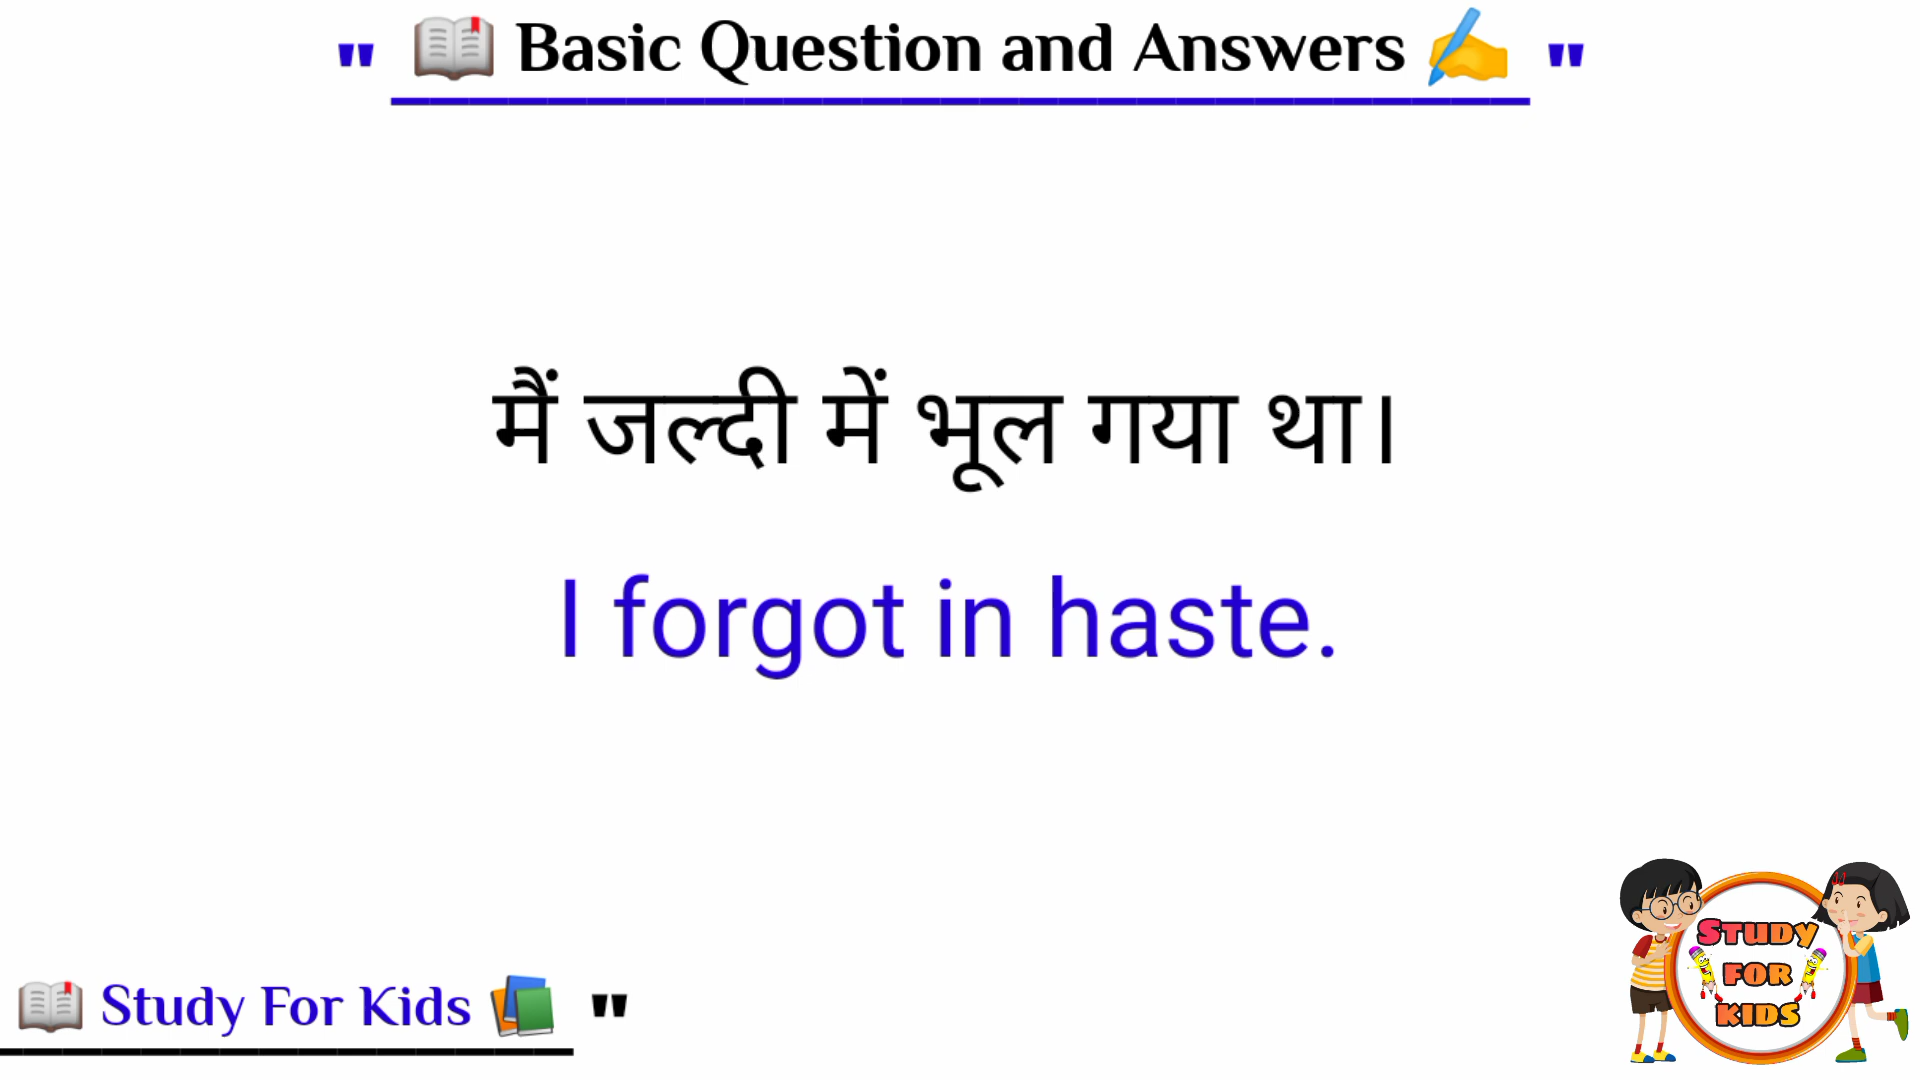 " 📖 Basic Question and Answers ✍ "
मैं जल्दी में भूल गया था।
I forgot in haste.
📖 Study For Kids 📚 "
STUDY
FOR
KIDS